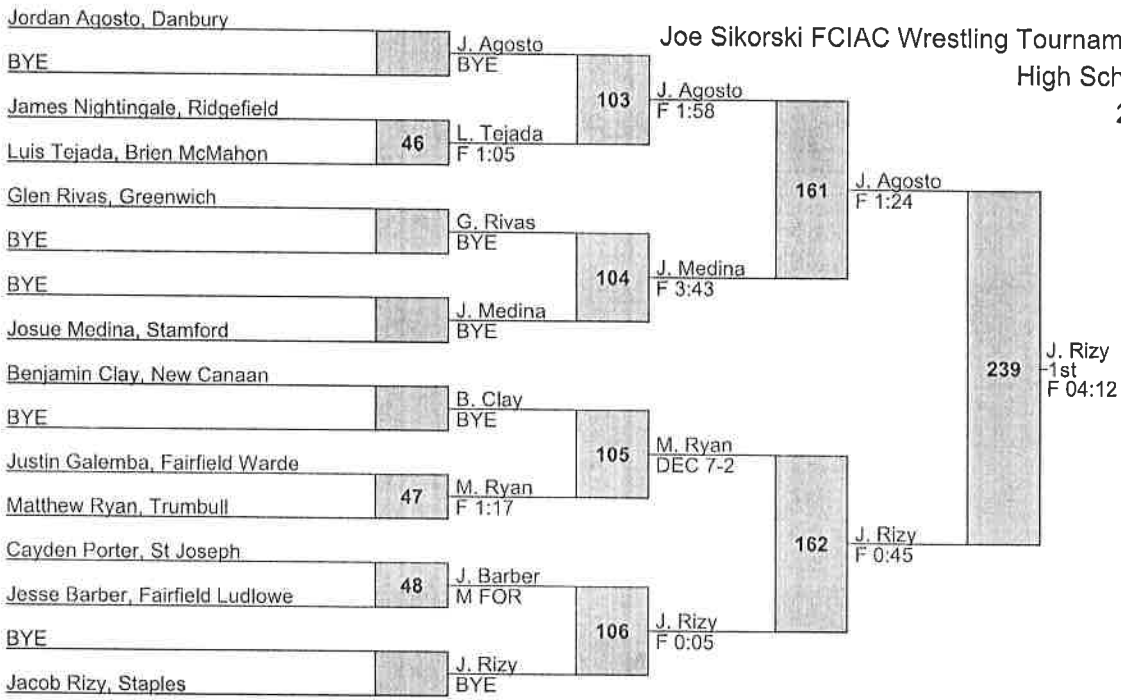 Joe Sikorski FCIAC Wrestling Tournam
High Sch
2
Jordan Agosto, Danbury
BYE
James Nightingale, Ridgefield
Luis Tejada, Brien McMahon
Glen Rivas, Greenwich
BYE
BYE
Josue Medina, Stamford
Benjamin Clay, New Canaan
BYE
Justin Galemba, Fairfield Warde
Matthew Ryan, Trumbull
Cayden Porter, St Joseph
Jesse Barber, Fairfield Ludlowe
BYE
Jacob Rizy, Staples
J. Agosto
BYE
46
L. Tejada
F 1:05
G. Rivas
BYE
J. Medina
BYE
B. Clay
BYE
47
M. Ryan
F 1:17
48
J. Barber
M FOR
J. Rizy
BYE
103
J. Agosto
F 1:58
104
J. Medina
F 3:43
105
M. Ryan
DEC 7-2
106
J. Rizy
F 0:05
161
J. Agosto
F 1:24
162
J. Rizy
F 0:45
239
J. Rizy
1st
F 04:12